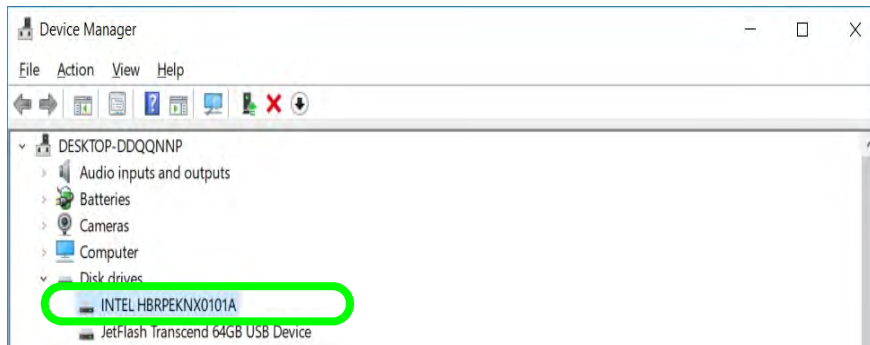 Device Manager
File Action View Help
DESKTOP-DDQQNNP
Audio inputs and outputs
Batteries
Cameras
Computer
Disk drives
INTEL HBRPEKNX0101A
JetFlash Transcend 64GB USB Device